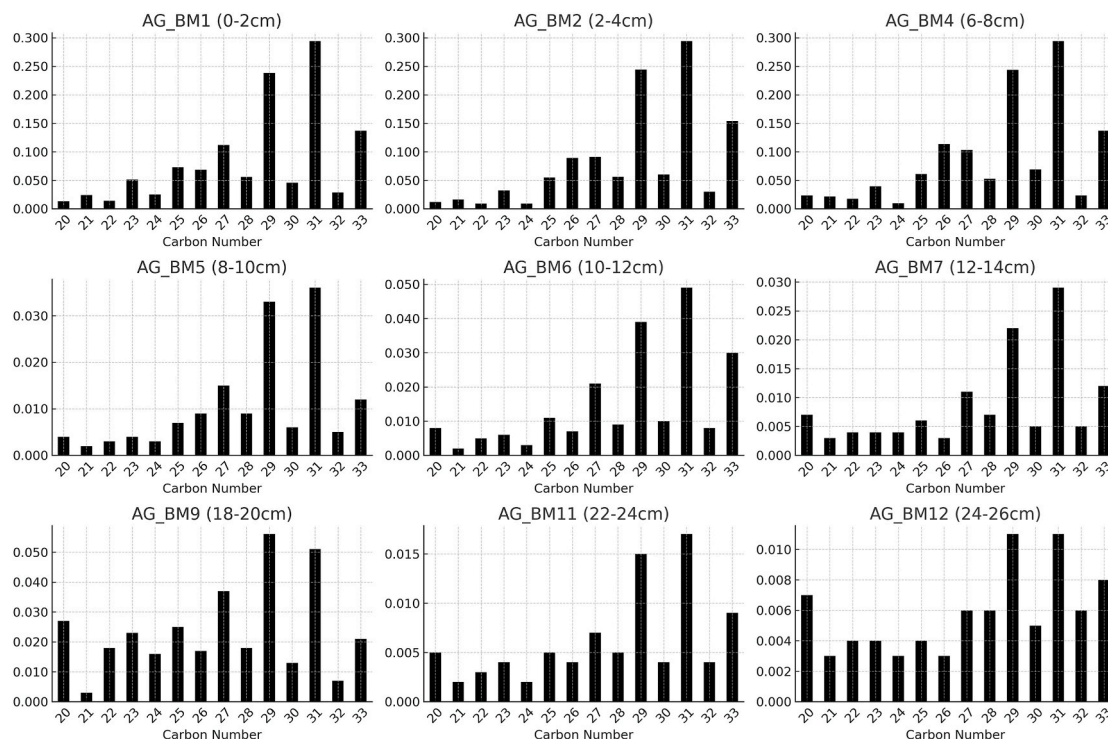 AG_BM1 (0-2cm)
0.300
0.250
0.200
0.150
0.100
0.050
0.000
20 21 22 23 24 25 26 27 28 29 30 31 32 33
Carbon Number
AG_BM2 (2-4cm)
0.300
0.250
0.200
0.150
0.100
0.050
0.000
20 21 22 23 24 25 26 27 28 29 30 31 32 33
Carbon Number
AG_BM4 (6-8cm)
0.300
0.250
0.200
0.150
0.100
0.050
0.000
20 21 22 23 24 25 26 27 28 29 30 31 32 33
Carbon Number
AG_BM5 (8-10cm)
0.030
0.020
0.010
0.000
20 21 22 23 24 25 26 27 28 29 30 31 32 33
Carbon Number
AG_BM6 (10-12cm)
0.050
0.040
0.030
0.020
0.010
0.000
20 21 22 23 24 25 26 27 28 29 30 31 32 33
Carbon Number
AG_BM7 (12-14cm)
0.030
0.025
0.020
0.015
0.010
0.005
0.000
20 21 22 23 24 25 26 27 28 29 30 31 32 33
Carbon Number
AG_BM9 (18-20cm)
0.050
0.040
0.030
0.020
0.010
0.000
20 21 22 23 24 25 26 27 28 29 30 31 32 33
Carbon Number
AG_BM11 (22-24cm)
0.015
0.010
0.005
0.000
20 21 22 23 24 25 26 27 28 29 30 31 32 33
Carbon Number
AG_BM12 (24-26cm)
0.010
0.008
0.006
0.004
0.002
0.000
20 21 22 23 24 25 26 27 28 29 30 31 32 33
Carbon Number